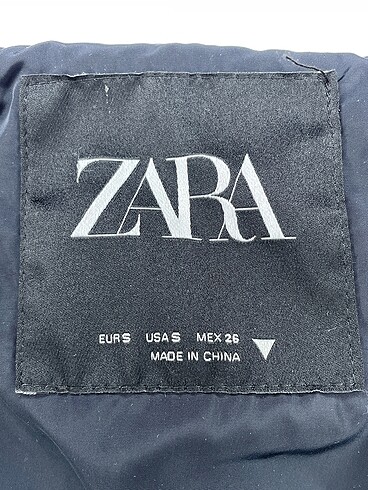 ZARA
EUR S USA S MEX 26
MADE IN CHINA